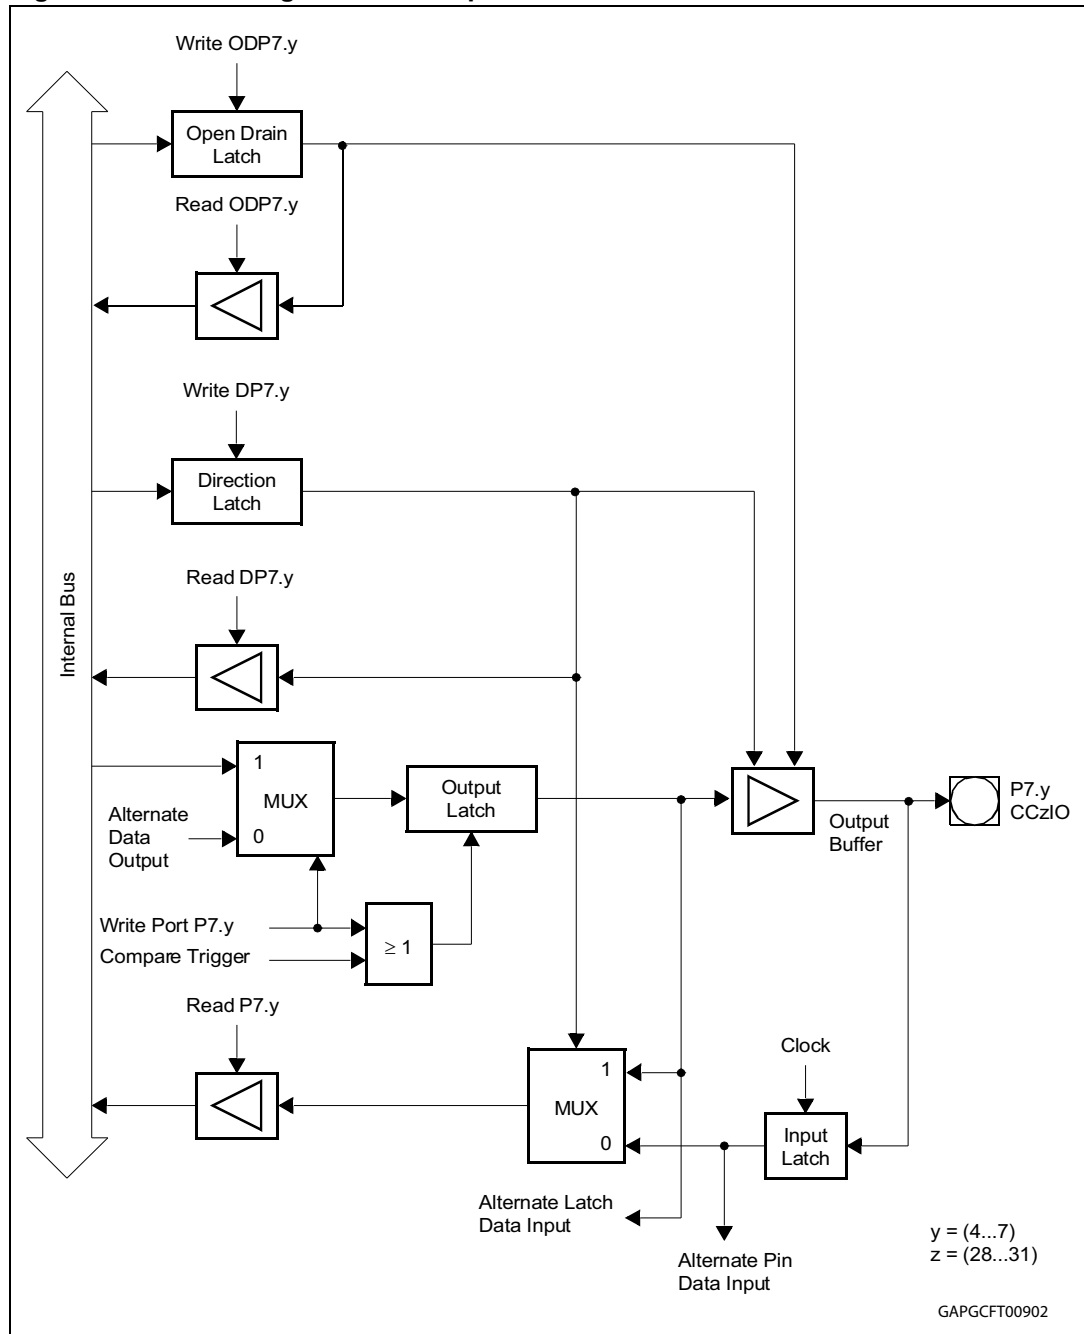 Write ODP7.y
Open Drain
Latch
Read ODP7.y
Write DP7.y
Direction
Latch
Internal Bus
Read DP7.y
1
MUX
0
Alternate
Data
Output
Output
Latch
Output
Buffer
P7.y
CCzIO
Write Port P7.y
Compare Trigger
≥ 1
Read P7.y
1
MUX
0
Clock
Input
Latch
Alternate Latch
Data Input
Alternate Pin
Data Input
y = (4...7)
z = (28...31)
GAPGCFT00902